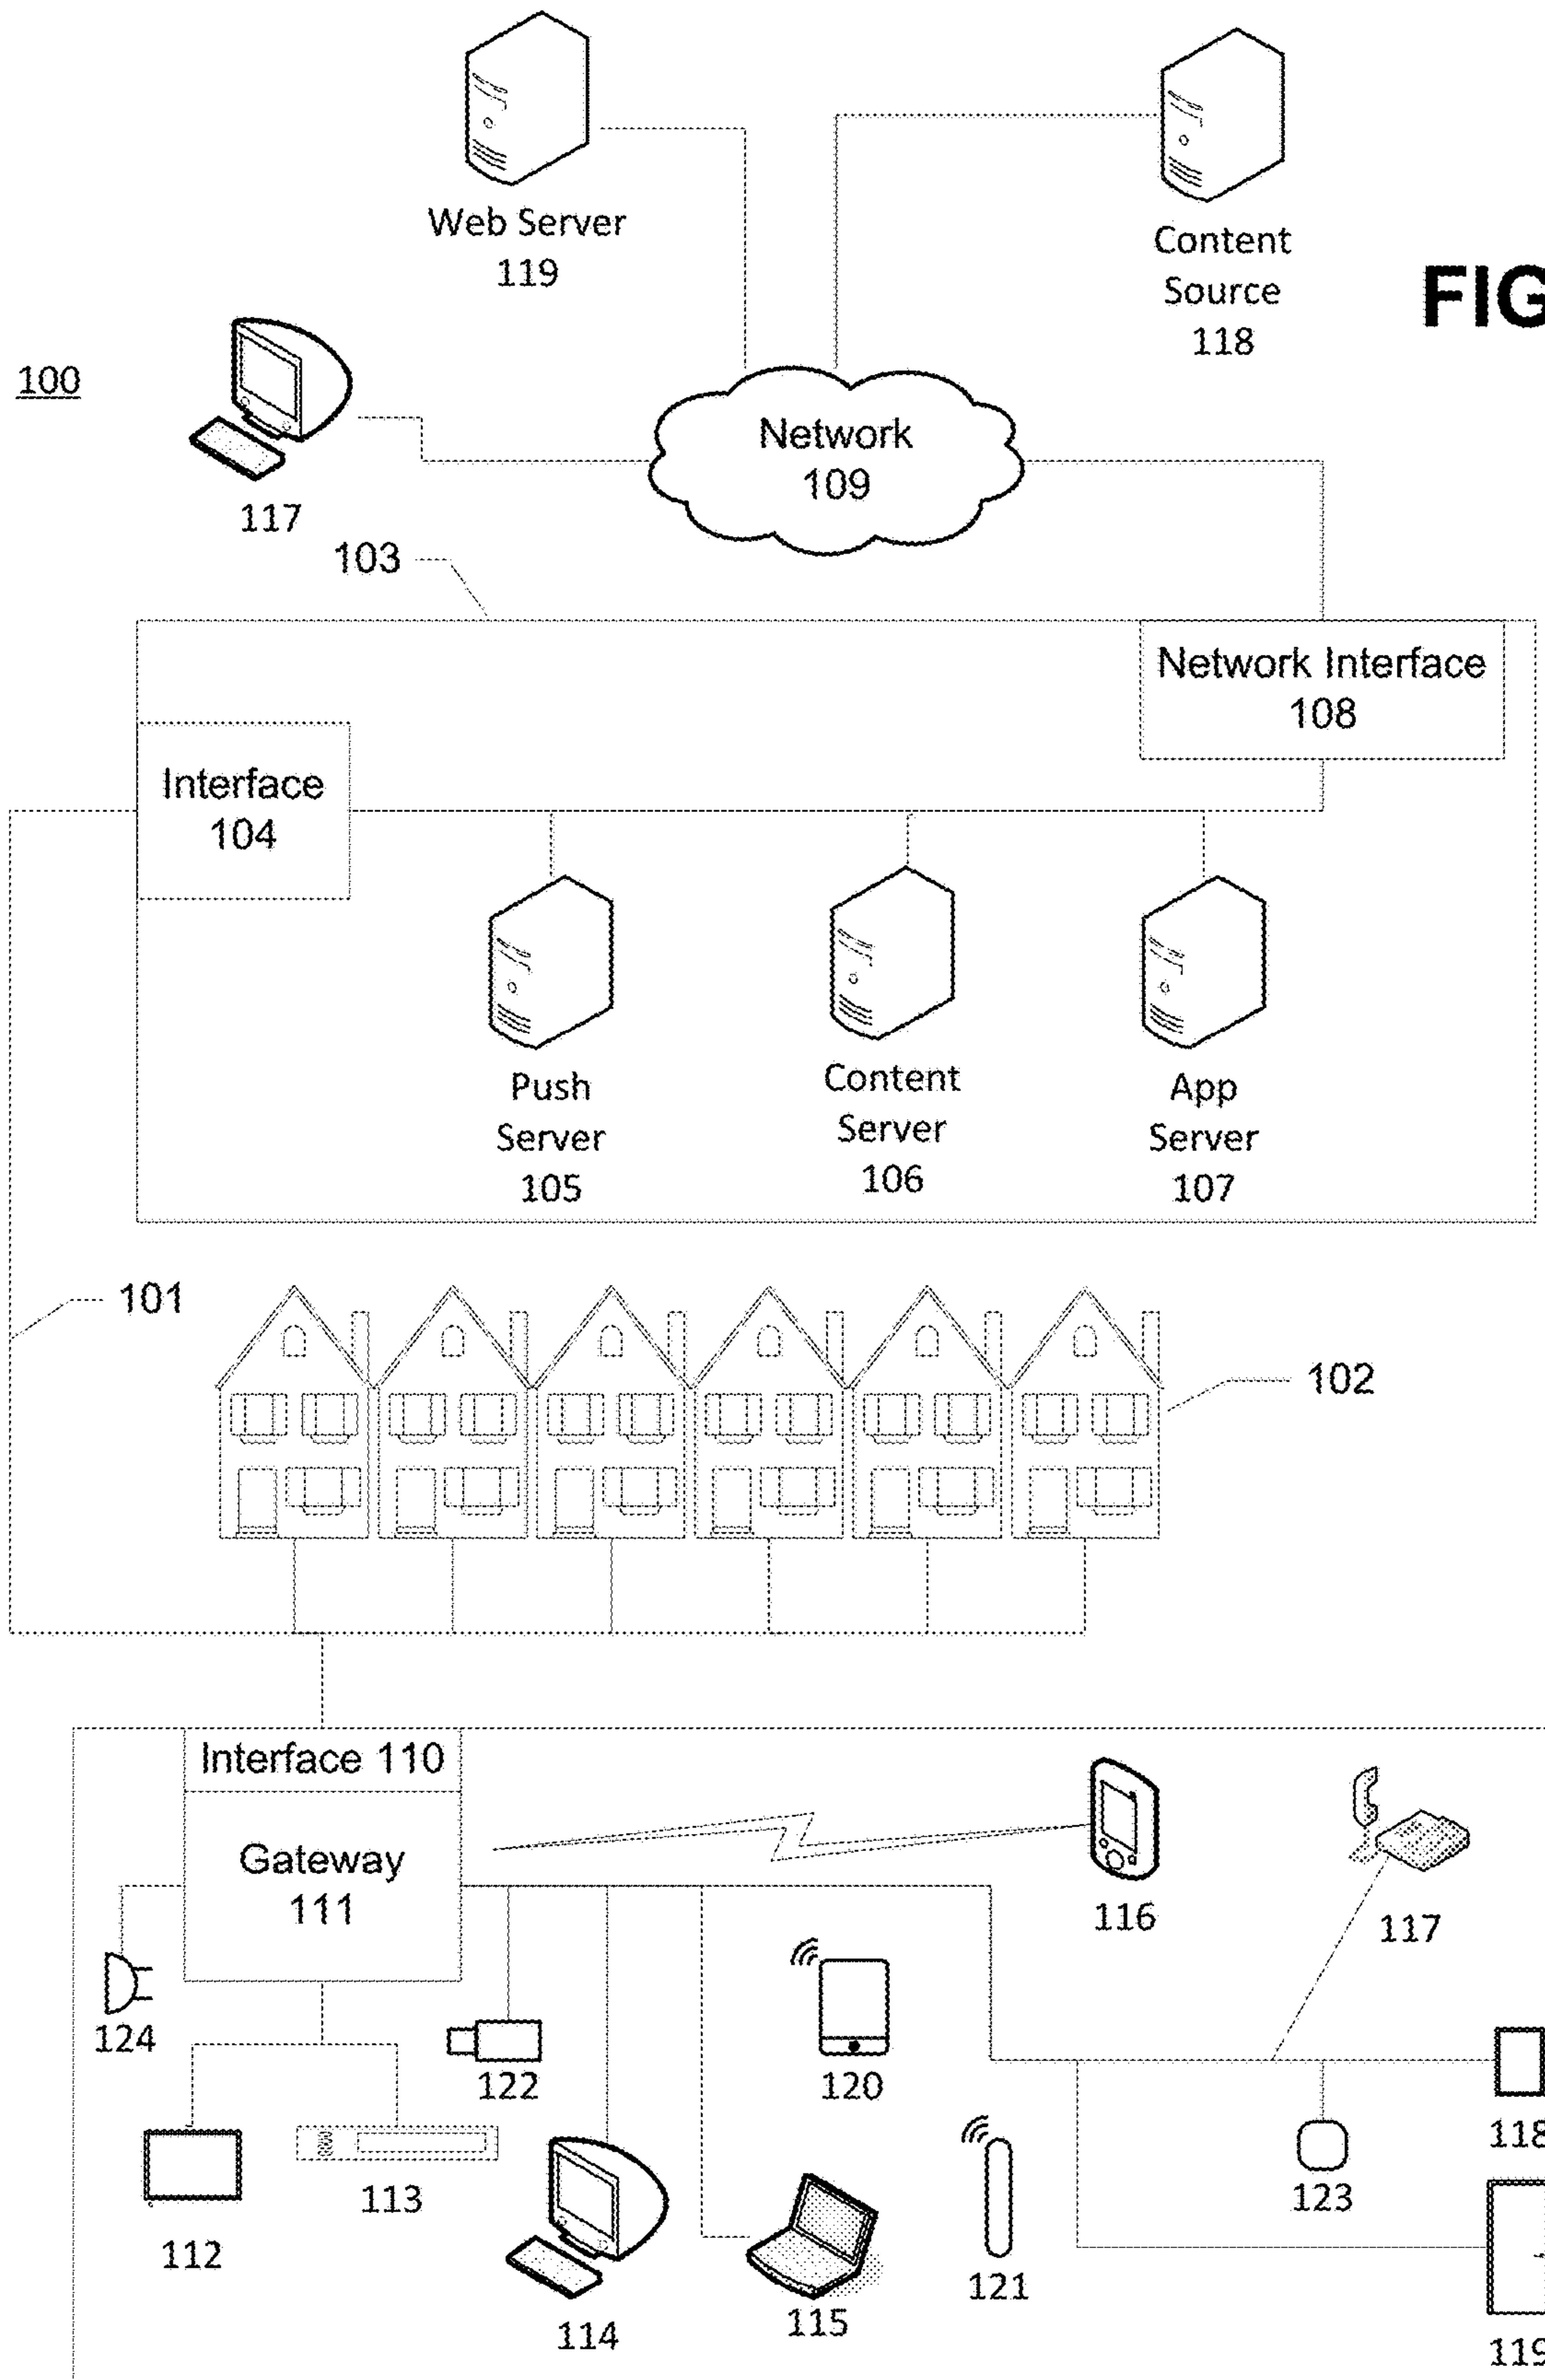 Web Server
119
Content
Source
118
FIG
100
117
Network
109
103
Network Interface
108
Interface
104
Push
Server
105
Content
Server
106
App
Server
107
101
102
Interface 110
Gateway
111
116
117
124
122
120
118
112
113
114
115
121
123
119